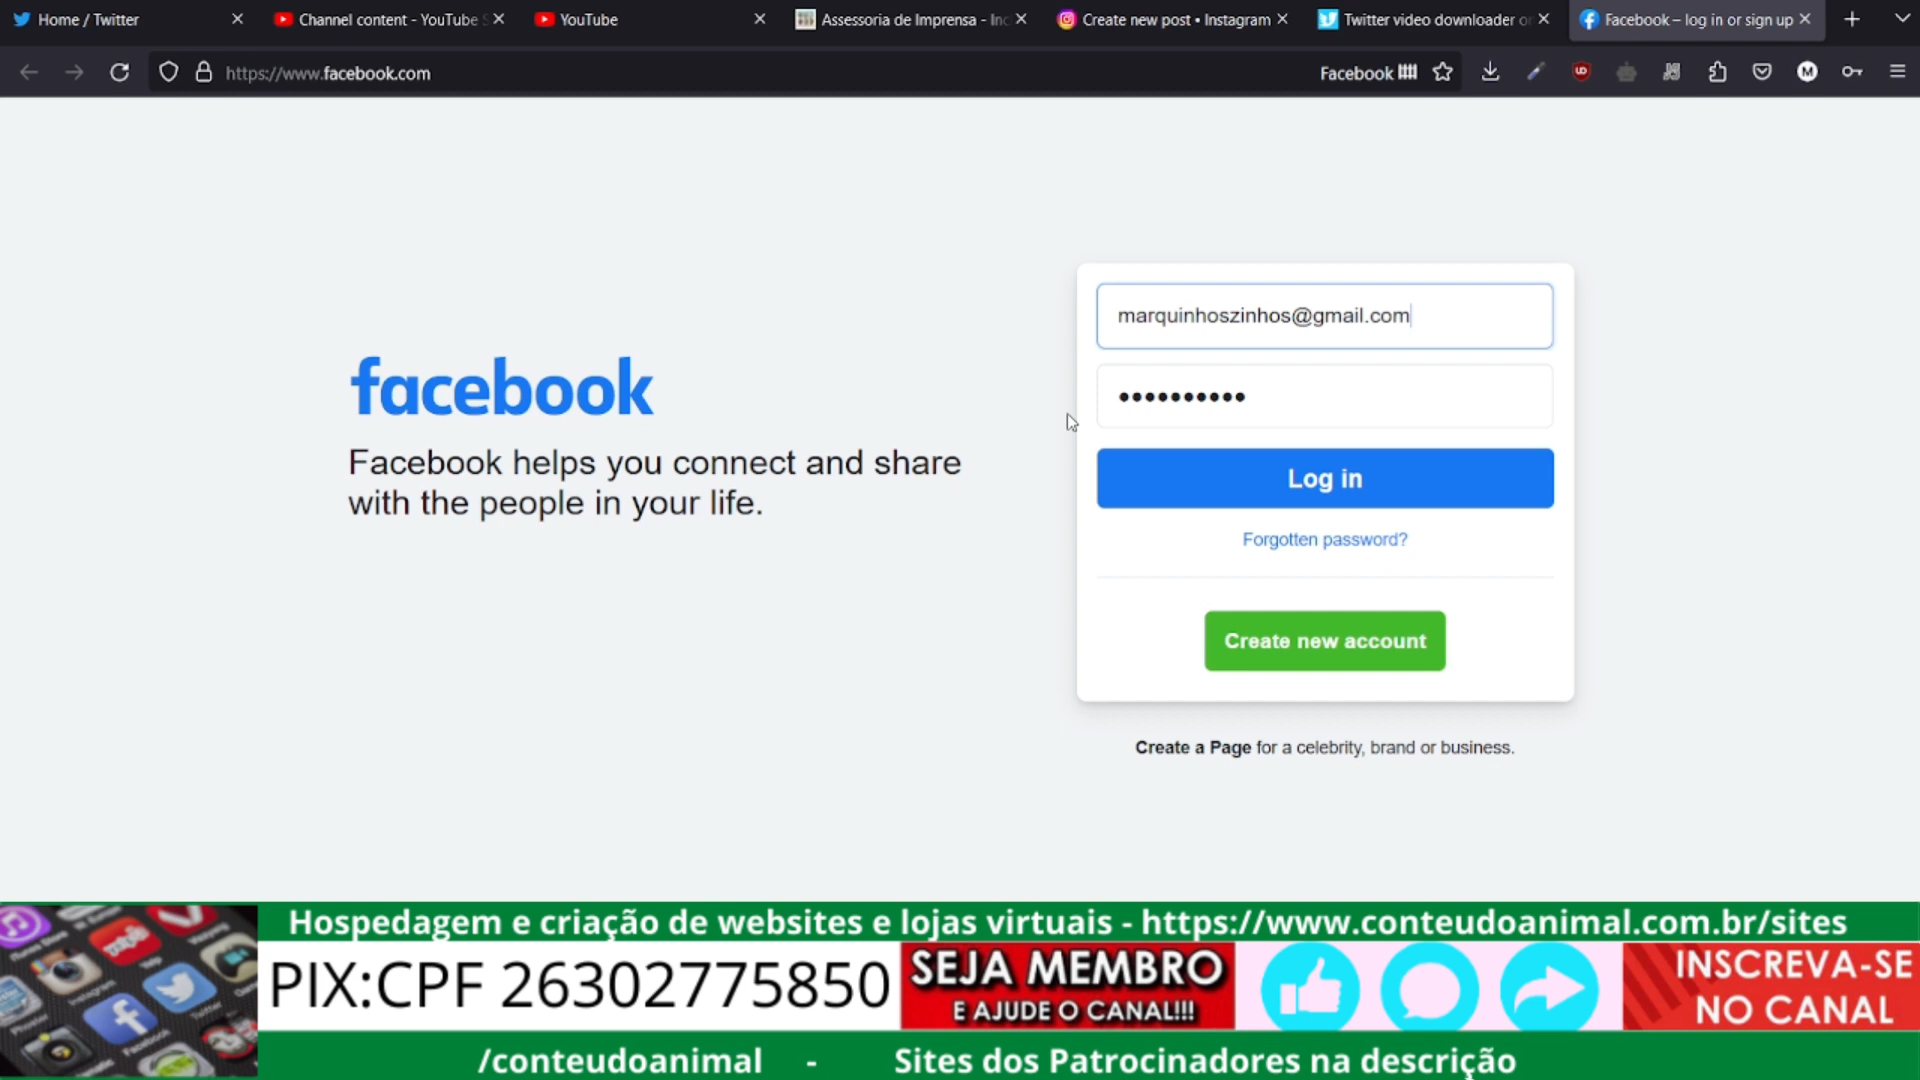 Home / Twitter
Channel content - YouTube S
YouTube
Assessoria de Imprensa - Inc
Create new post • Instagram
Twitter video downloader or
Facebook – log in or sign up
https://www.facebook.com
Facebook
facebook
Facebook helps you connect and share
with the people in your life.
marquinhoszinhos@gmail.com
••••••••••
Log in
Forgotten password?
Create new account
Create a Page for a celebrity, brand or business.
Hospedagem e criação de websites e lojas virtuais - https://www.conteudoanimal.com.br/sites
PIX:CPF 26302775850
SEJA MEMBRO
E AJUDE O CANAL!!!
INSCREVA-SE
NO CANAL
/conteudoanimal - Sites dos Patrocinadores na descrição